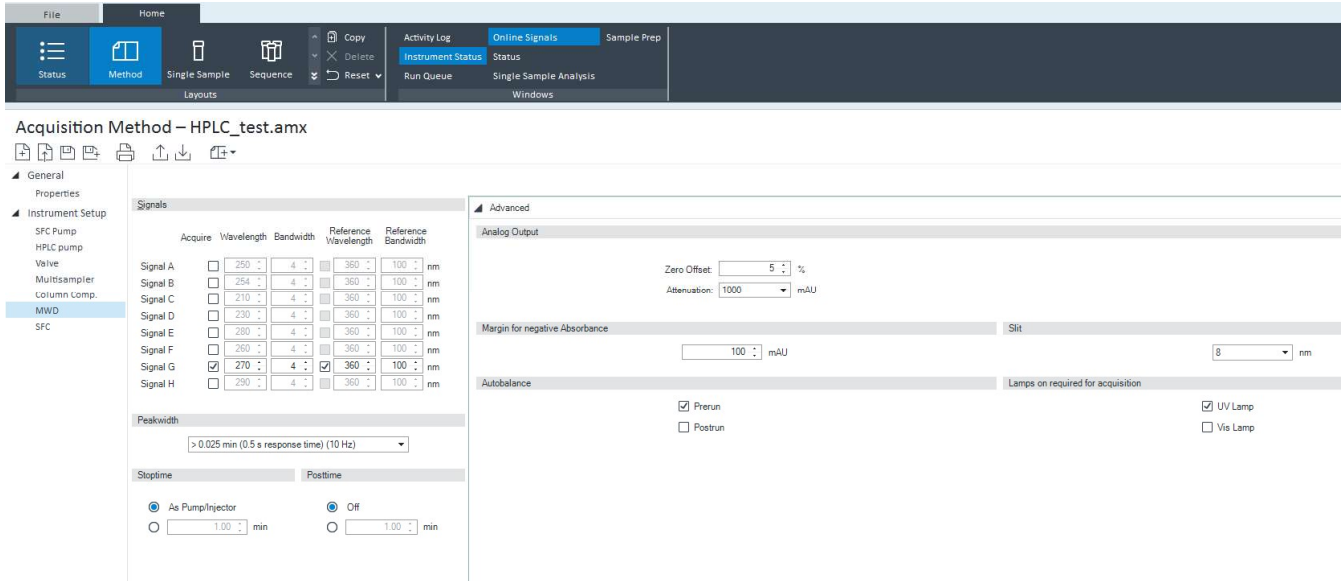 File Home
Copy Activity Log Online Signals Sample Prep
Delete Instrument Status Status
Status Method Single Sample Sequence Reset Run Queue Single Sample Analysis
Layouts Windows
Acquisition Method – HPLC_test.amx
General
Properties
Instrument Setup
SFC Pump
HPLC pump
Valve
Multisampler
Column Comp.
MWD
SFC
Signals
Acquire Wavelength Bandwidth Reference Wavelength Reference Bandwidth
Signal A 250 4 360 100 nm
Signal B 254 4 360 100 nm
Signal C 210 4 360 100 nm
Signal D 230 4 360 100 nm
Signal E 280 4 360 100 nm
Signal F 260 4 360 100 nm
Signal G 270 4 360 100 nm
Signal H 290 4 360 100 nm
Peakwidth
> 0.025 min (0.5 s response time) (10 Hz)
Stoptime Posttime
As Pump/Injector Off
1.00 min 1.00 min
Advanced
Analog Output
Zero Offset: 5 %
Attenuation: 1000 mAU
Margin for negative Absorbance Slit
100 mAU 8 nm
Autobalance Lamps on required for acquisition
Prerun UV Lamp
Postrun Vis Lamp